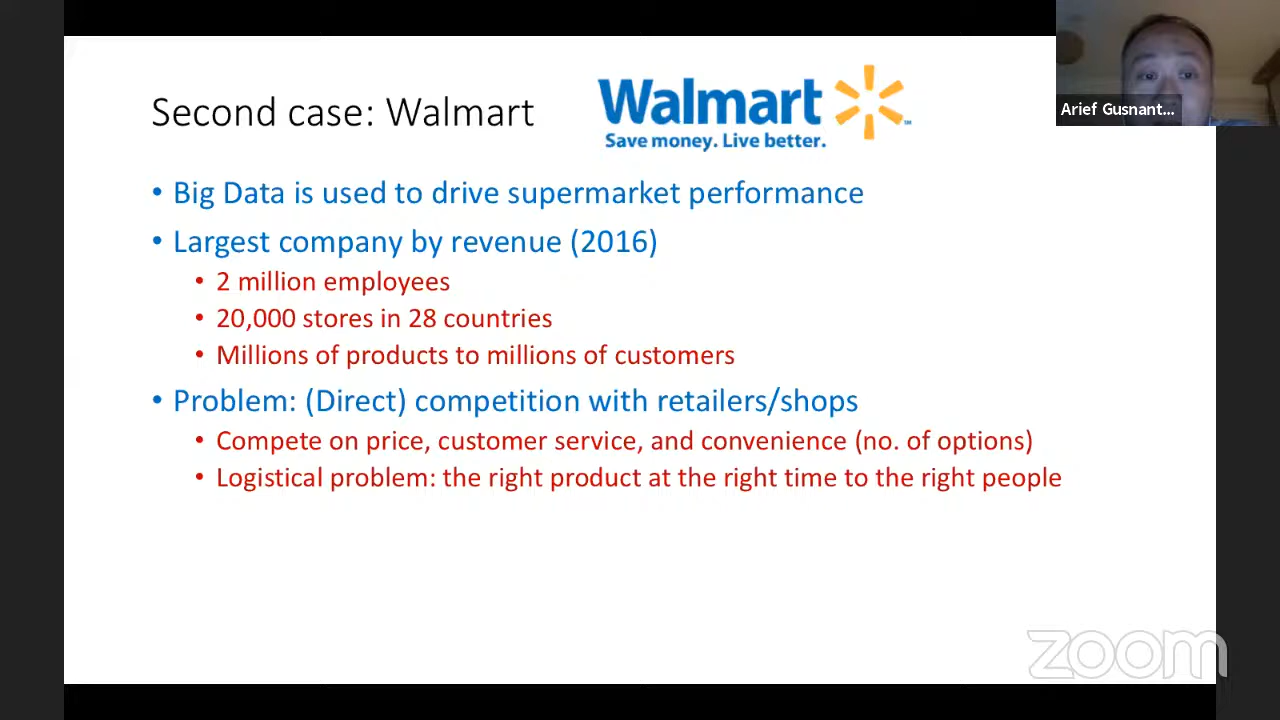 Second case: Walmart
Walmart
Save money. Live better.
TM
Arief Gusnant...
• Big Data is used to drive supermarket performance
• Largest company by revenue (2016)
• 2 million employees
• 20,000 stores in 28 countries
• Millions of products to millions of customers
• Problem: (Direct) competition with retailers/shops
• Compete on price, customer service, and convenience (no. of options)
• Logistical problem: the right product at the right time to the right people
zoom